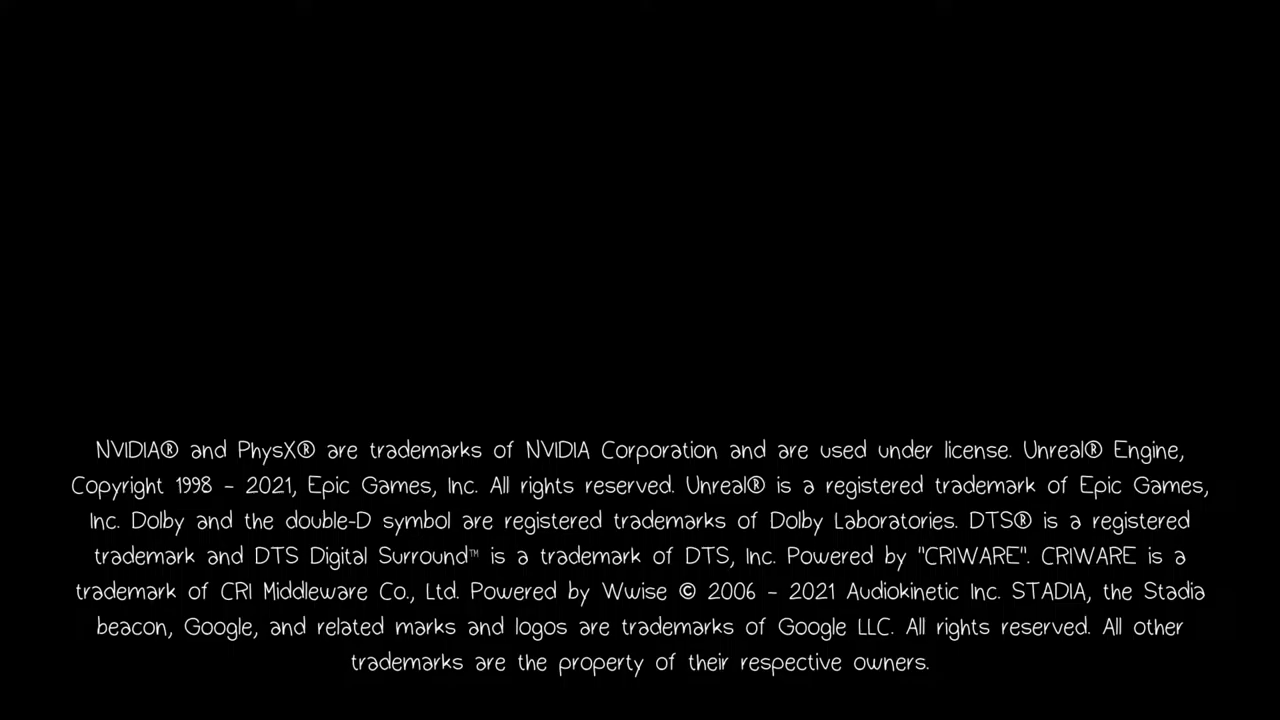 NVIDIA® and PhysX® are trademarks of NVIDIA Corporation and are used under license. Unreal® Engine,
Copyright 1998 - 2021, Epic Games, Inc. All rights reserved. Unreal® is a registered trademark of Epic Games,
Inc. Dolby and the double-D symbol are registered trademarks of Dolby Laboratories. DTS® is a registered
trademark and DTS Digital Surround™ is a trademark of DTS, Inc. Powered by "CRIWARE". CRIWARE is a
trademark of CRI Middleware Co., Ltd. Powered by Wwise © 2006 - 2021 Audiokinetic Inc. STADIA, the Stadia
beacon, Google, and related marks and logos are trademarks of Google LLC. All rights reserved. All other
trademarks are the property of their respective owners.